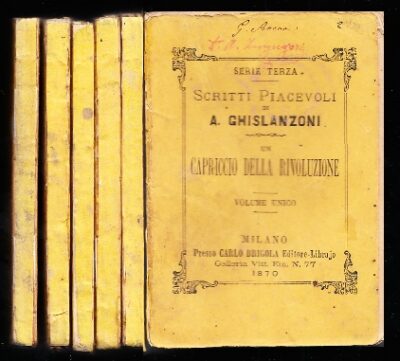 SERIE TERZA
SCRITTI PIACEVOLI
DI
A. GHISLANZONI
UN
CAPRICCIO DELLA RIVOLUZIONE
VOLUME UNICO
MILANO
Presso CARLO BRIGOLA Editore-Librajo
Galleria Vitt. Em. N. 77
1870